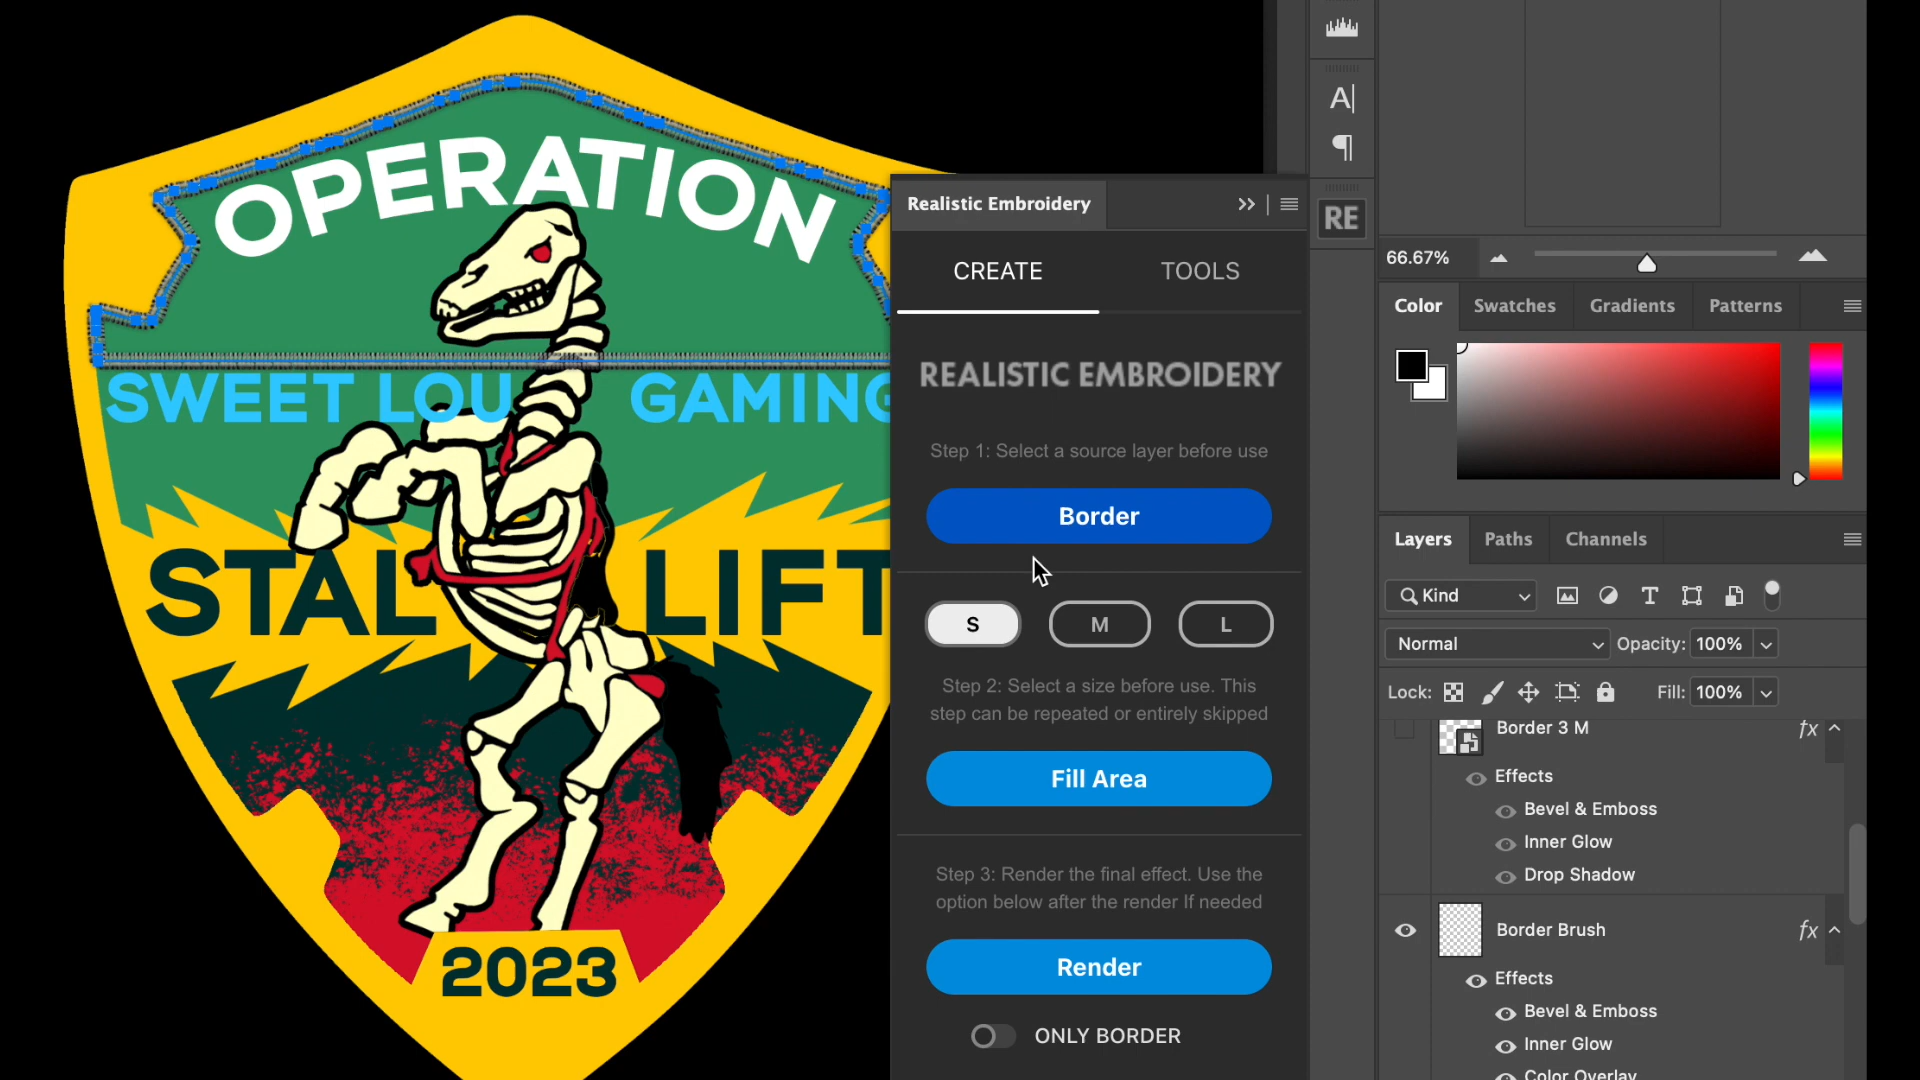 OPERATION
SWEET LOU GAMING
STAL LIFT
2023
A|
RE
Realistic Embroidery
CREATE TOOLS
REALISTIC EMBROIDERY
Step 1: Select a source layer before use
Border
S M L
Step 2: Select a size before use. This
step can be repeated or entirely skipped
Fill Area
Step 3: Render the final effect. Use the
option below after the render If needed
Render
ONLY BORDER
66.67%
Color Swatches Gradients Patterns
Layers Paths Channels
Kind
Normal Opacity: 100%
Lock: Fill: 100%
Border 3 M fx
Effects
Bevel & Emboss
Inner Glow
Drop Shadow
Border Brush fx
Effects
Bevel & Emboss
Inner Glow
Color Overlay